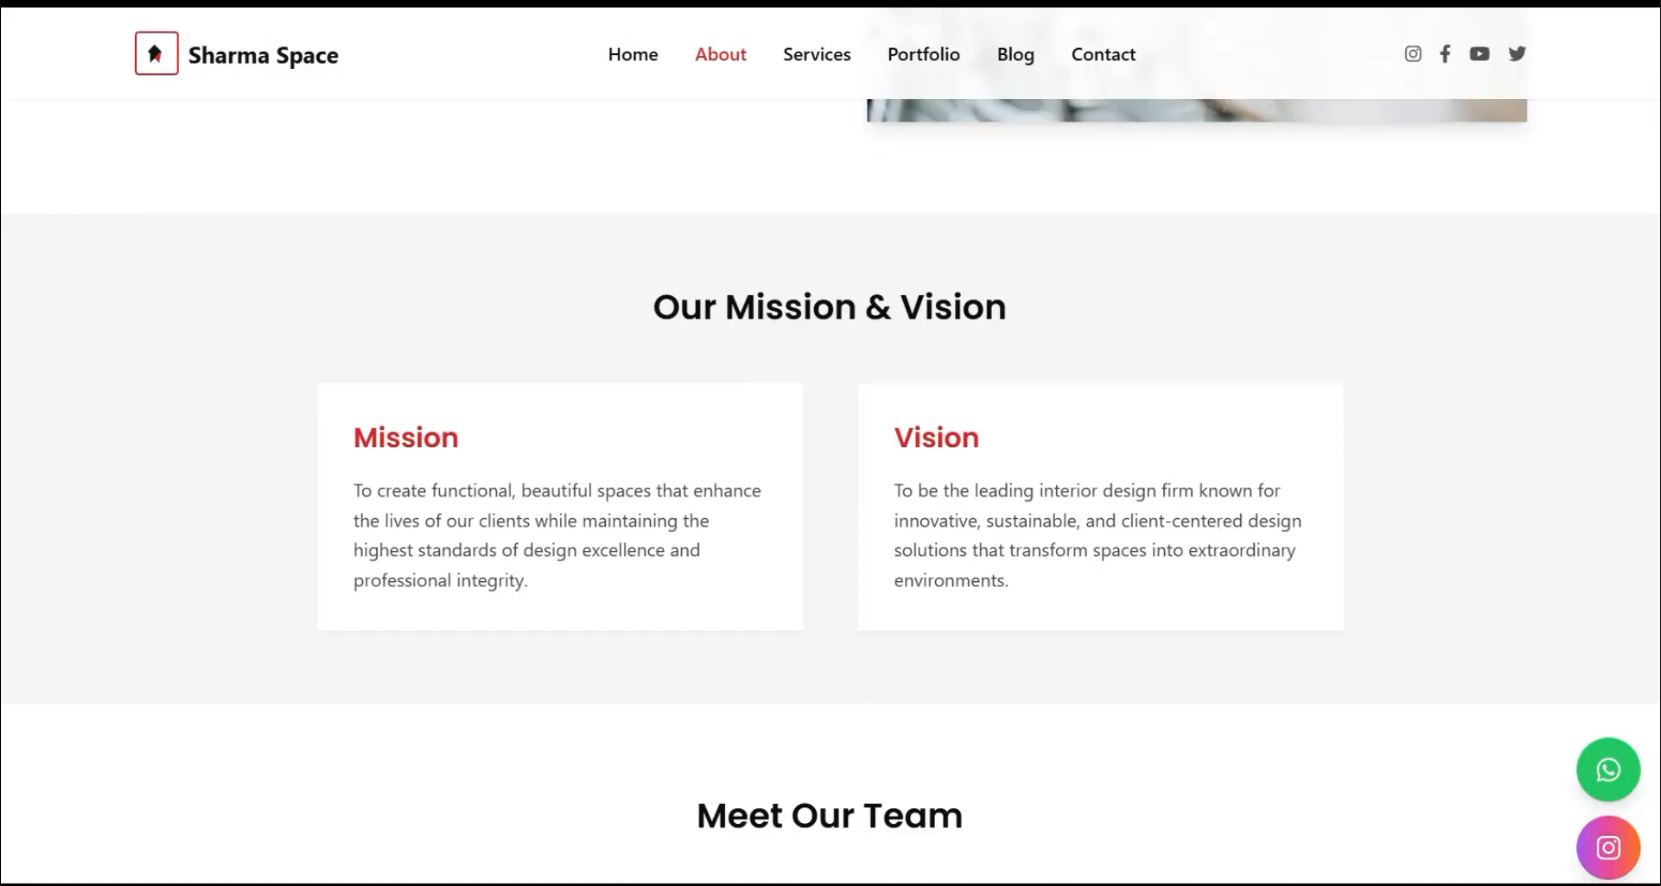 Sharma Space
Home About Services Portfolio Blog Contact
Our Mission & Vision
Mission
To create functional, beautiful spaces that enhance
the lives of our clients while maintaining the
highest standards of design excellence and
professional integrity.
Vision
To be the leading interior design firm known for
innovative, sustainable, and client-centered design
solutions that transform spaces into extraordinary
environments.
Meet Our Team